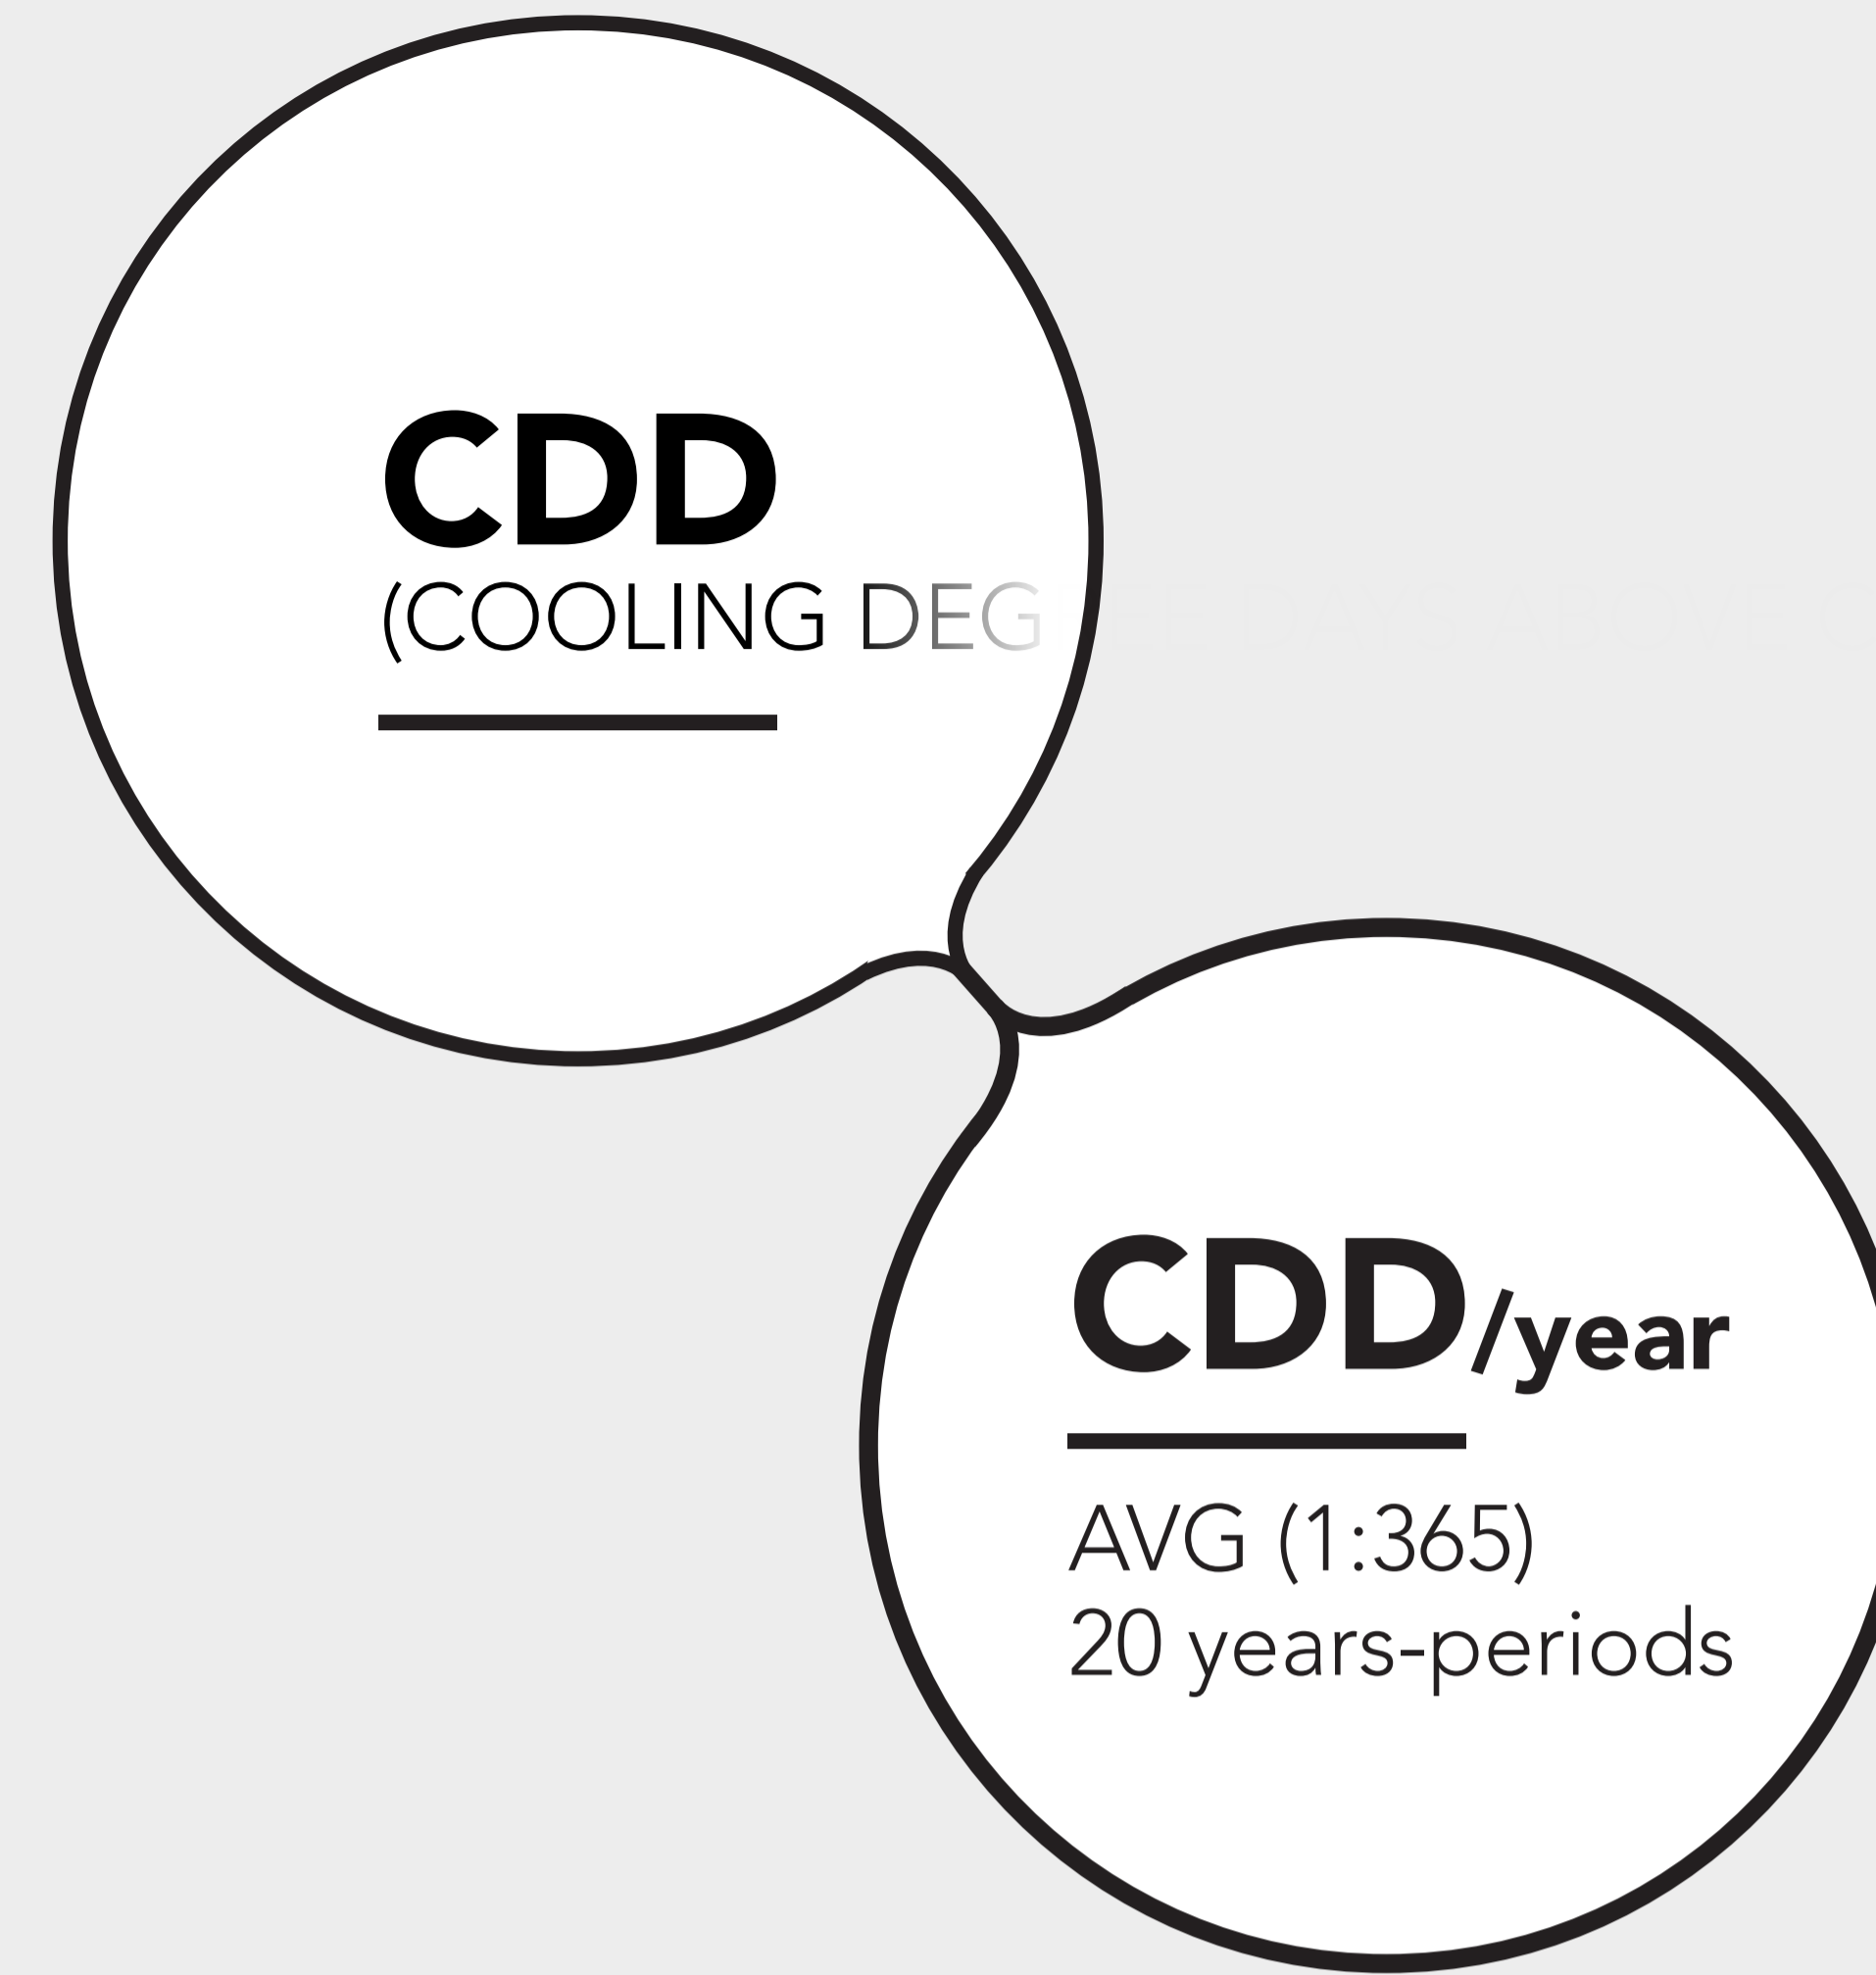 CDD
(COOLING DEG
CDD/year
AVG (1:365)
20 years-periods